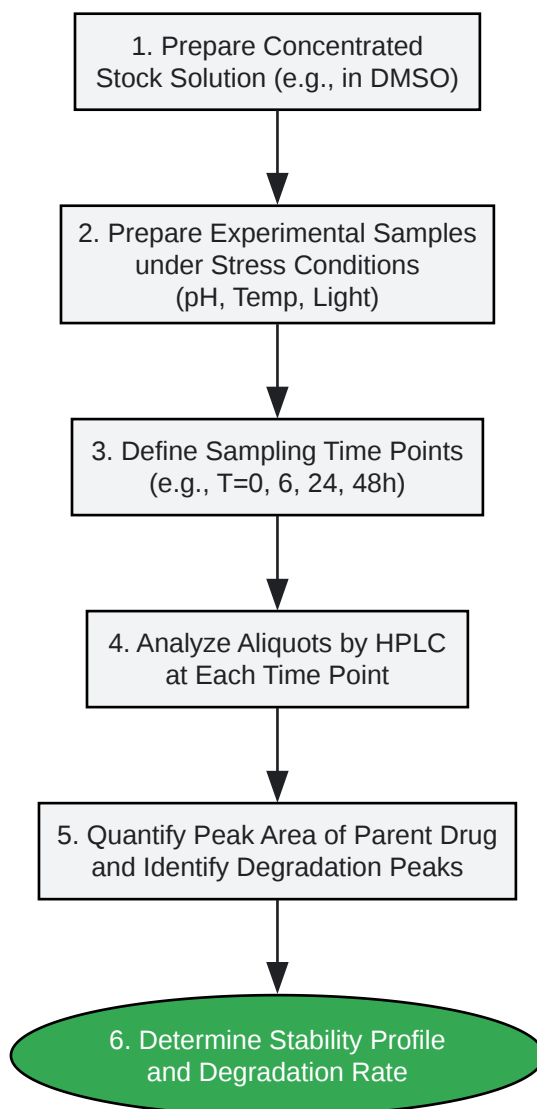 1. Prepare Concentrated
Stock Solution (e.g., in DMSO)
2. Prepare Experimental Samples
under Stress Conditions
(pH, Temp, Light)
3. Define Sampling Time Points
(e.g., T=0, 6, 24, 48h)
4. Analyze Aliquots by HPLC
at Each Time Point
5. Quantify Peak Area of Parent Drug
and Identify Degradation Peaks
6. Determine Stability Profile
and Degradation Rate